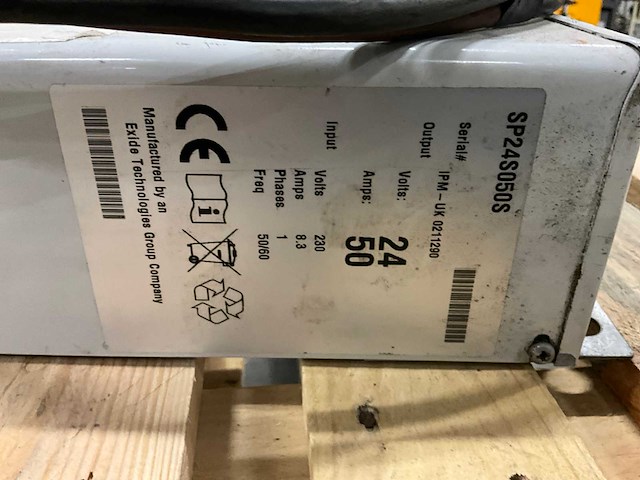 SP24S050S
Serial# IPM – UK 0211290
Output Volts: 24
Amps: 50
Input Volts 230
Amps 8.3
Phases 1
Freq 50/60
CE
i
Manufactured by an
Exide Technologies Group Company